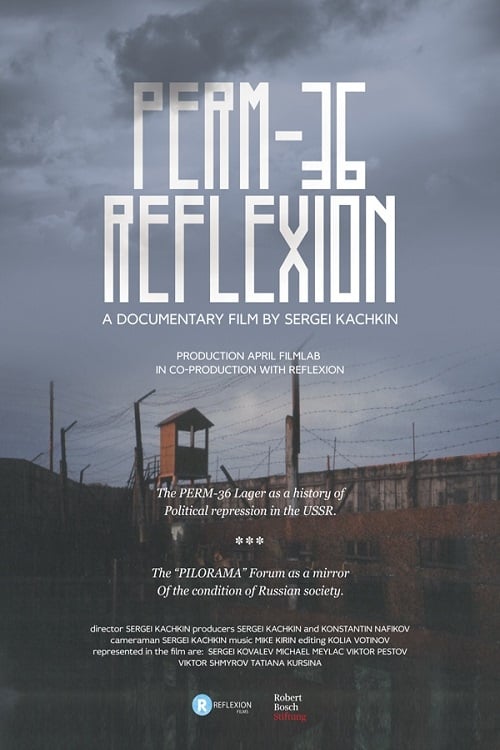 PERM-36
REFLEXION
A DOCUMENTARY FILM BY SERGEI KACHKIN
PRODUCTION APRIL FILMLAB
IN CO-PRODUCTION WITH REFLEXION
The PERM-36 Lager as a history of
Political repression in the USSR.
***
The “PILORAMA” Forum as a mirror
Of the condition of Russian society.
director SERGEI KACHKIN producers SERGEI KACHKIN and KONSTANTIN NAFIKOV
cameraman SERGEI KACHKIN music MIKE KIRIN editing KOLIA VOTINOV
represented in the film are: SERGEI KOVALEV MICHAEL MEYLAC VIKTOR PESTOV
VIKTOR SHMYROV TATIANA KURSINA
R REFLEXION
FILMS
Robert
Bosch
Stiftung